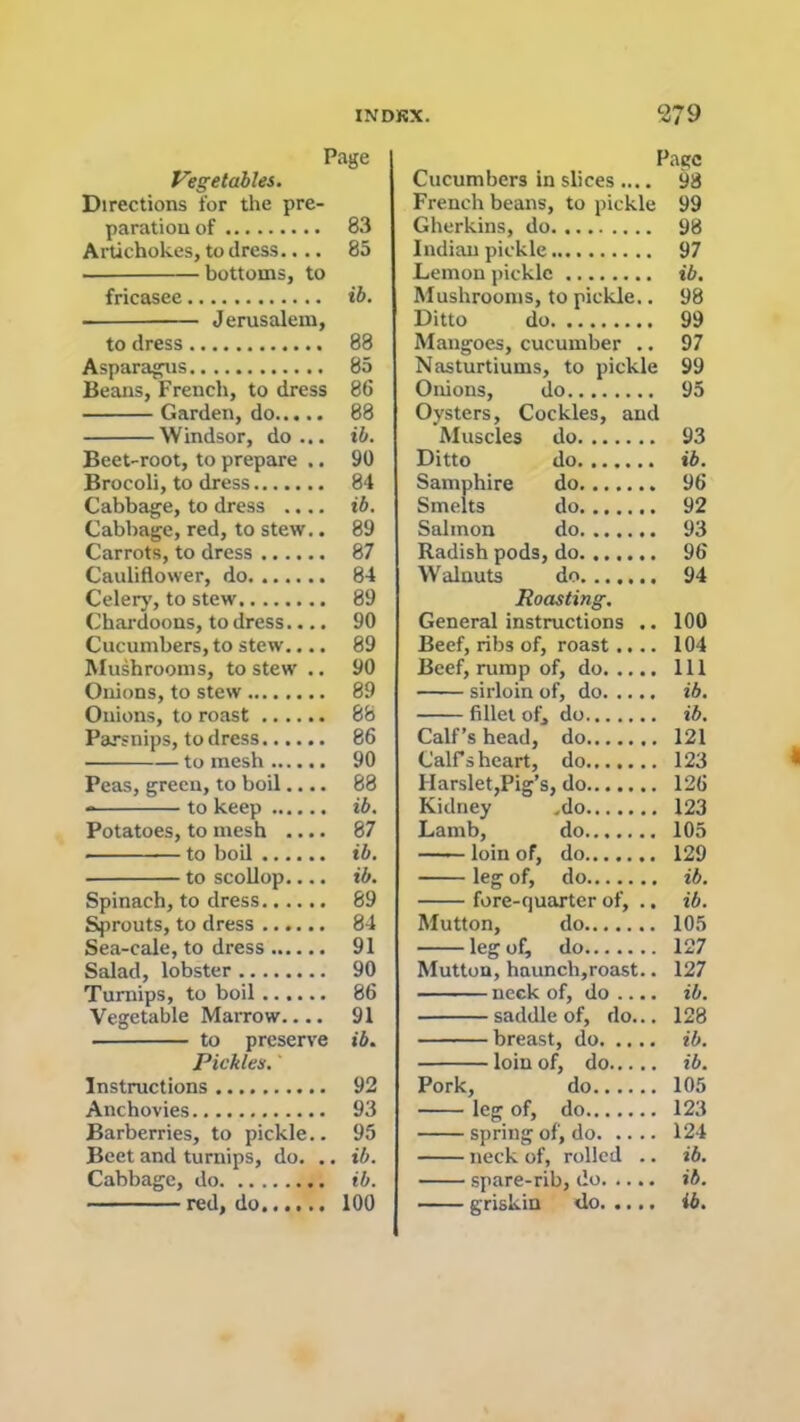 INDEX. 279
Page
Vegetables.
Directions for the pre-
paration of .......... 83
Artichokes, to dress.... 85
——— bottoms, to
fricasee ............. ib.
——— Jerusalem,
to dress ............. 88
Asparagus ............. 85
Beans, French, to dress 86
——— Garden, do..... 88
——— Windsor, do ... ib.
Beet-root, to prepare .. 90
Brocoli, to dress....... 84
Cabbage, to dress .... ib.
Cabbage, red, to stew.. 89
Carrots, to dress ...... 87
Cauliflower, do........ 84
Celery, to stew......... 89
Chardoons, to dress.... 90
Cucumbers, to stew.... 89
Mushrooms, to stew .. 90
Onions, to stew ......... 89
Onions, to roast ...... 88
Parsnips, to dress...... 86
——— to mesh ...... 90
Peas, green, to boil.... 88
——— to keep ...... ib.
Potatoes, to mesh .... 87
——— to boil ...... ib.
——— to scollop.... ib.
Spinach, to dress...... 89
Sprouts, to dress ...... 84
Sea-cale, to dress ...... 91
Salad, lobster ......... 90
Turnips, to boil ...... 86
Vegetable Marrow.... 91
——— to preserve ib.
Pickles.
Instructions .......... 92
Anchovies............. 93
Barberries, to pickle.. 95
Beet and turnips, do. .. ib.
Cabbage, do. ......... ib.
——— red, do...... 100
Page
Cucumbers in slices .... 98
French beans, to pickle 99
Gherkins, do.......... 98
Indian pickle .......... 97
Lemon pickle ........ ib.
Mushrooms, to pickle.. 98
Ditto do.......... 99
Mangoes, cucumber .. 97
Nasturtiums, to pickle 99
Onions, do......... 95
Oysters, Cockles, and
Muscles do........ 93
Ditto do........ ib.
Samphire do....... 96
Smelts do....... 92
Salmon do....... 93
Radish pods, do....... 96
Walnuts do....... 94
Roasting.
General instructions .. 100
Beef, ribs of, roast .... 104
Beef, rump of, do...... 111
—— sirloin of, do...... ib.
—— fillet of, do....... ib.
Calf's head, do....... 121
Calf's heart, do....... 123
Harslet,Pig's, do....... 126
Kidney ,do....... 123
Lamb, do....... 105
—— loin of, do....... 129
—— leg of, do....... ib.
—— fore-quarter of, .. ib.
Mutton, do....... 105
—— leg of, do....... 127
Mutton, haunch,roast.. 127
——— neck of, do .... ib.
——— saddle of, do... 128
——— breast, do. .... ib.
——— loin of, do..... ib.
Pork, do...... 105
—— leg of, do....... 123
—— spring of, do. .... 124
—— neck of, rolled .. ib.
—— spare-rib, do..... ib.
—— griskin do. .... ib.